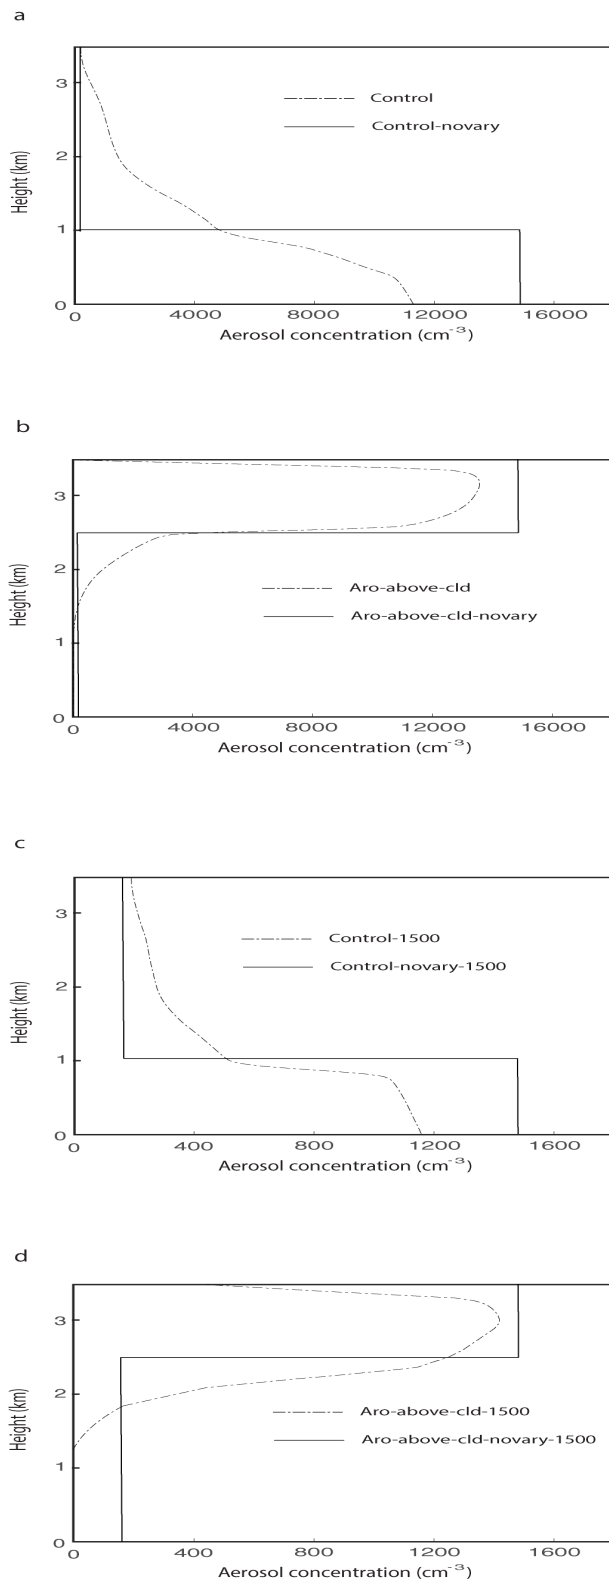 a
3
2
1
0
Height (km)
Control
Control-novary
0 4000 8000 12000 16000
Aerosol concentration (cm-3)
b
3
2
1
0
Height (km)
Aro-above-cld
Aro-above-cld-novary
0 4000 8000 12000 16000
Aerosol concentration (cm-3)
c
3
2
1
0
Height (km)
Control-1500
Control-novary-1500
0 400 800 1200 1600
Aerosol concentration (cm-3)
d
3
2
1
0
Height (km)
Aro-above-cld-1500
Aro-above-cld-novary-1500
0 400 800 1200 1600
Aerosol concentration (cm-3)